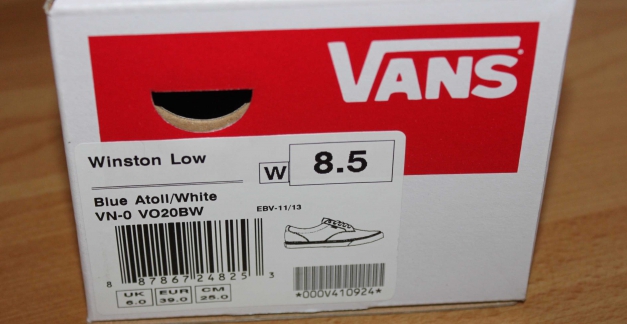 VANS
Winston Low
W 8.5
Blue Atoll/White
VN-0 VO20BW
EBV-11/13
8 87867 24825 3
*000V410924*
UK EUR CM
6.0 39.0 25.0